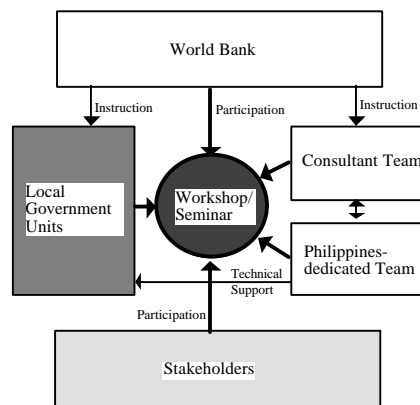 World Bank
Instruction
Participation
Instruction
Local
Government
Units
Workshop/
Seminar
Consultant Team
Philippines-
dedicated Team
Technical
Support
Participation
Stakeholders